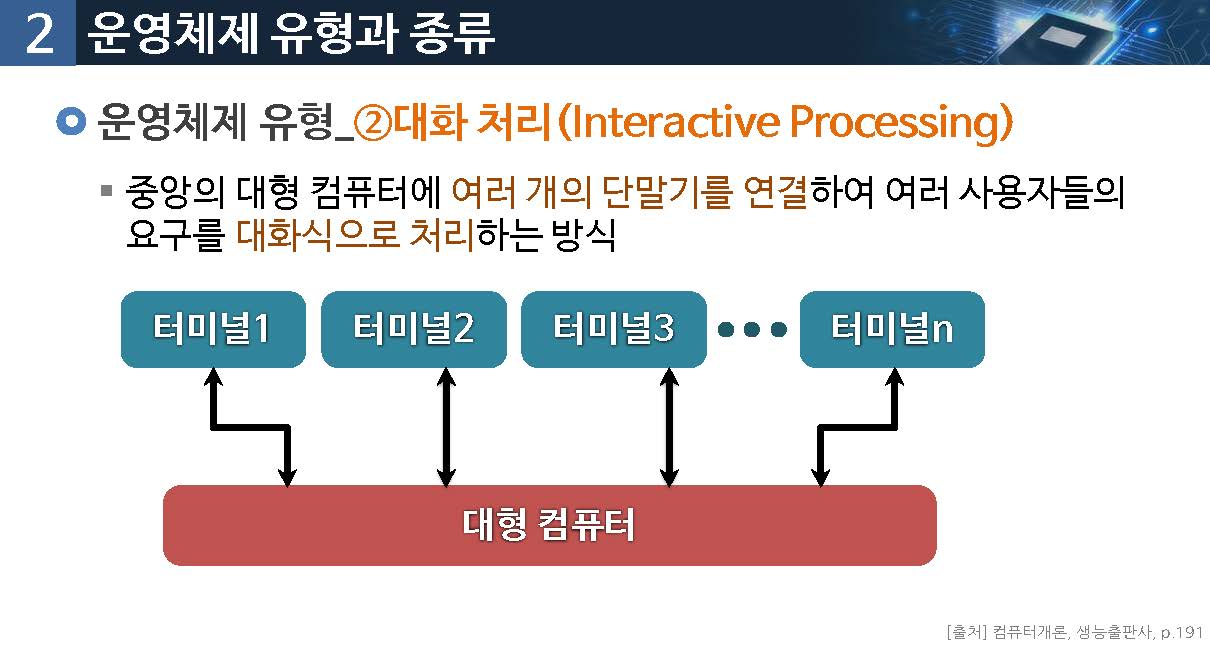 2 운영체제 유형과 종류
운영체제 유형_②대화 처리(Interactive Processing)
중앙의 대형 컴퓨터에 여러 개의 단말기를 연결하여 여러 사용자들의
요구를 대화식으로 처리하는 방식
터미널1 터미널2 터미널3 ••• 터미널n
대형 컴퓨터
[출처] 컴퓨터개론, 생능출판사, p.191